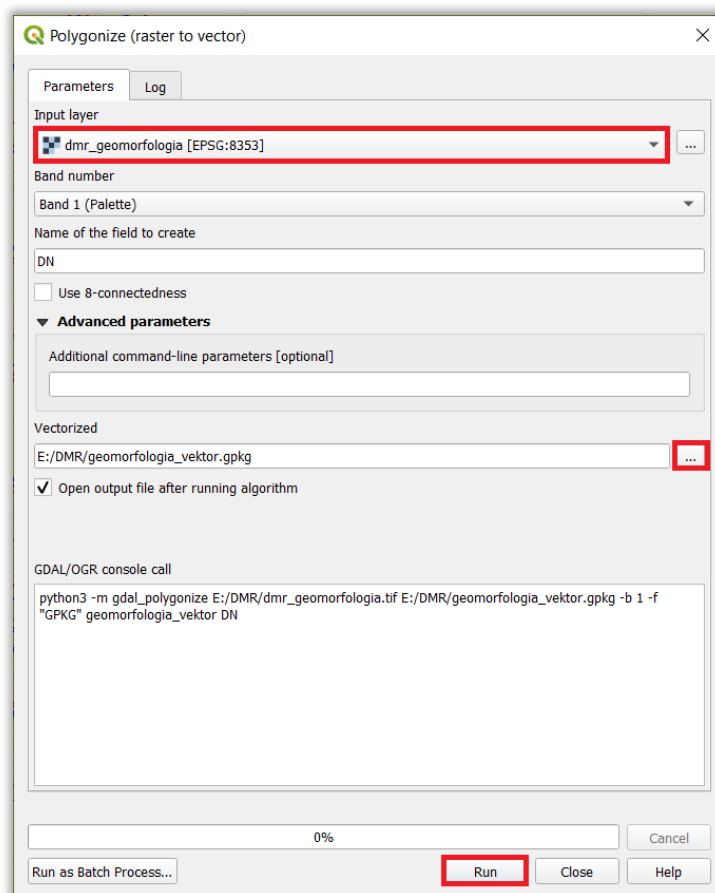 Polygonize (raster to vector)
Parameters
Log
Input layer
dmr_geomorfologia [EPSG:8353]
...
Band number
Band 1 (Palette)
Name of the field to create
DN
Use 8-connectedness
Advanced parameters
Additional command-line parameters [optional]
Vectorized
E:/DMR/geomorfologia_vektor.gpkg
...
Open output file after running algorithm
GDAL/OGR console call
python3 -m gdal_polygonize E:/DMR/dmr_geomorfologia.tif E:/DMR/geomorfologia_vektor.gpkg -b 1 -f
"GPKG" geomorfologia_vektor DN
0%
Cancel
Run as Batch Process...
Run
Close
Help